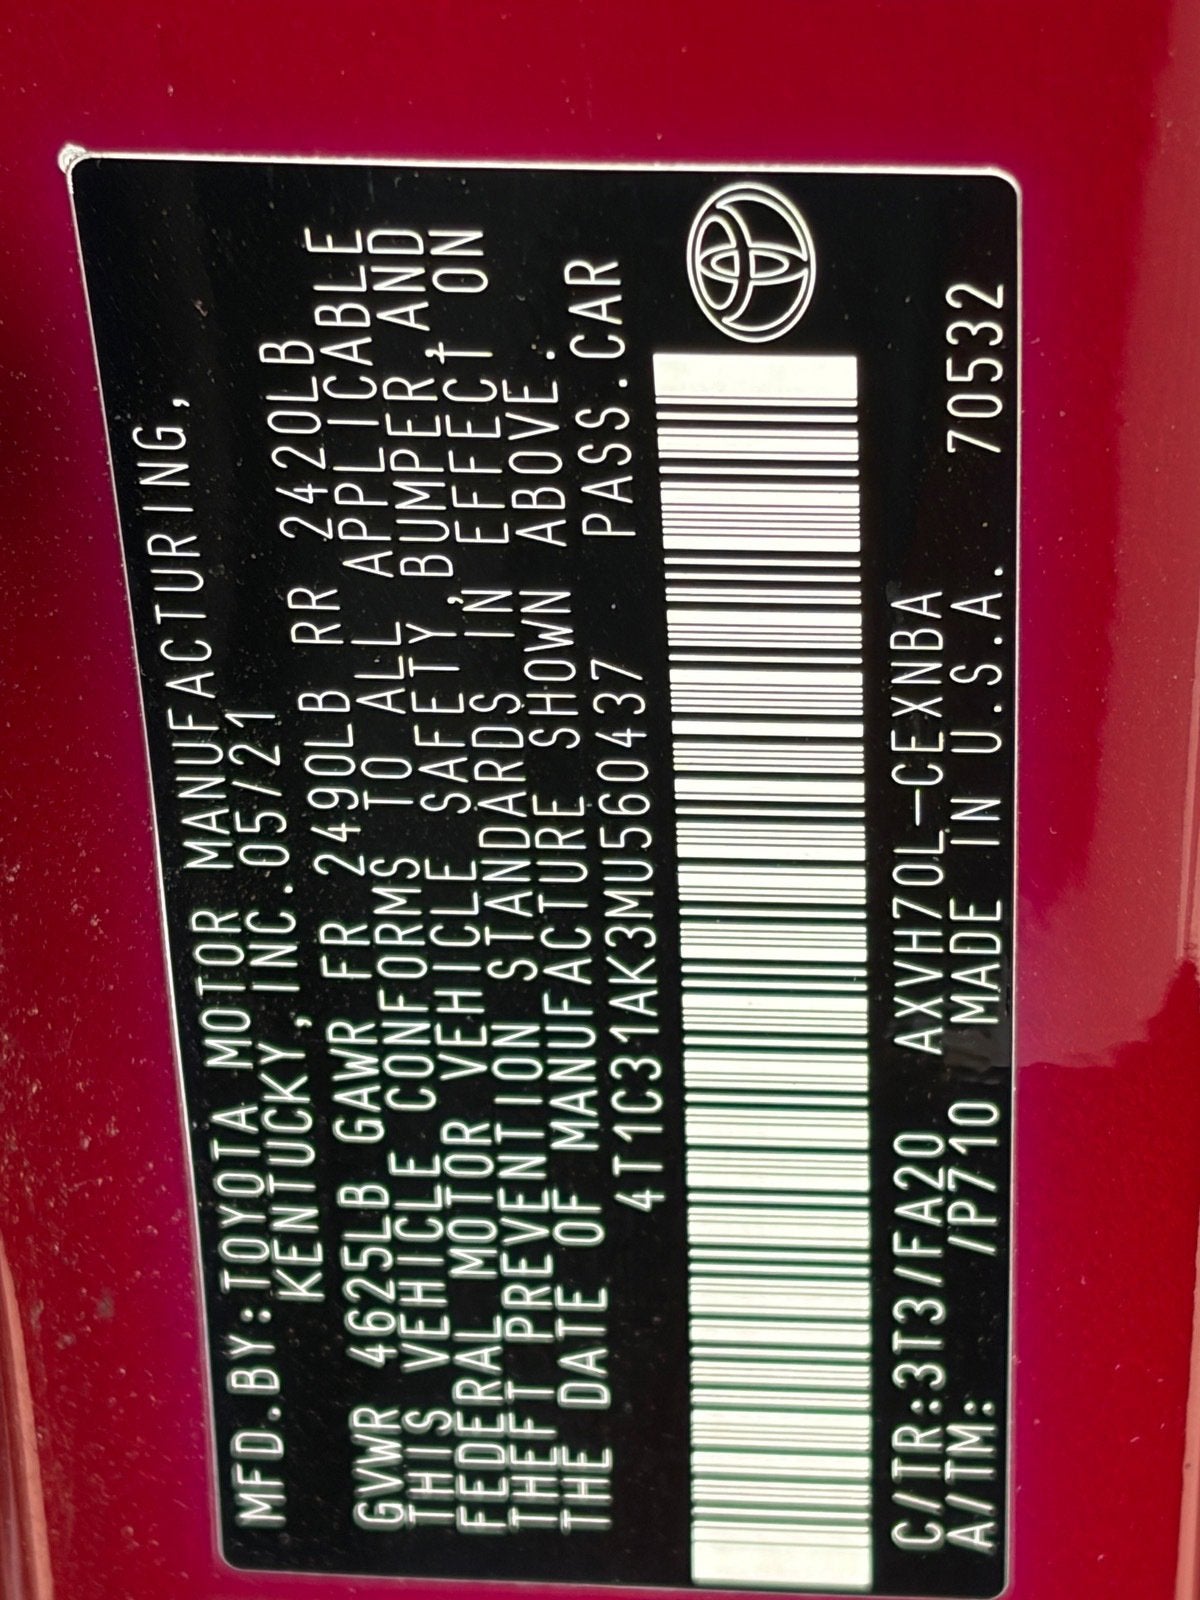 MFD.BY:TOYOTA MOTOR MANUFACTURING,
KENTUCKY, INC. 05/21
GVWR 4625LB GAWR FR 2490LB RR 2420LB
THIS VEHICLE CONFORMS TO ALL APPLICABLE
FEDERAL MOTOR VEHICLE SAFETY, BUMPER, AND
THEFT PREVENTION STANDARDS IN EFFECT ON
THE DATE OF MANUFACTURE SHOWN ABOVE.
4T1C31AK3MU560437 PASS.CAR
C/TR:3T3/FA20 AXVH70L-CEXNBA
A/TM: /P710 MADE IN U.S.A. 70532